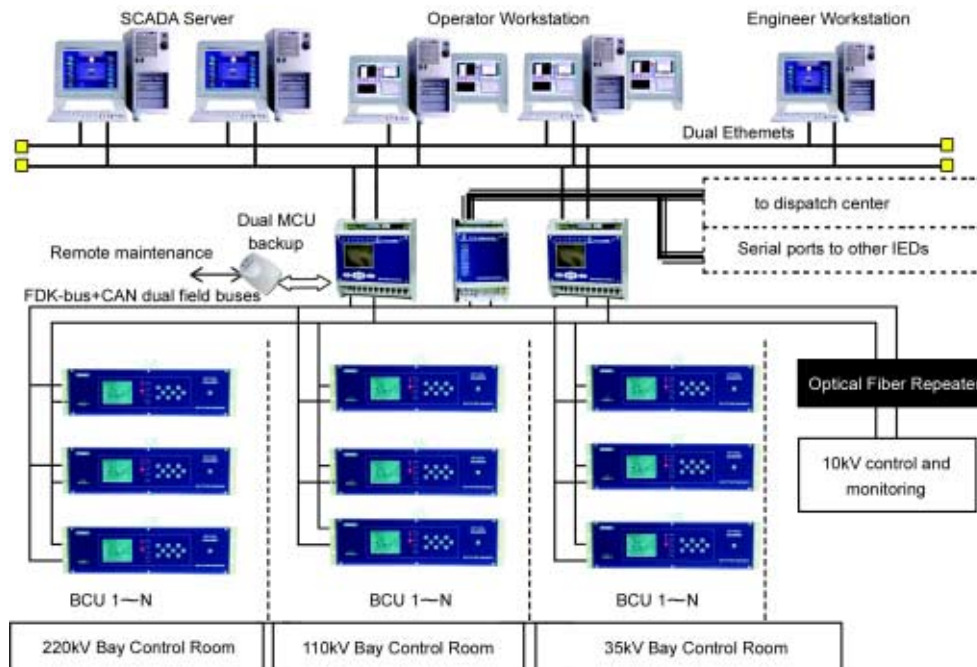 SCADA Server
Operator Workstation
Engineer Workstation
Dual Ethemets
to dispatch center
Dual MCU
backup
Remote maintenance
Serial ports to other IEDs
FDK-bus+CAN dual field buses
Optical Fiber Repeater
10kV control and
monitoring
BCU 1~N
BCU 1~N
BCU 1~N
220kV Bay Control Room
110kV Bay Control Room
35kV Bay Control Room